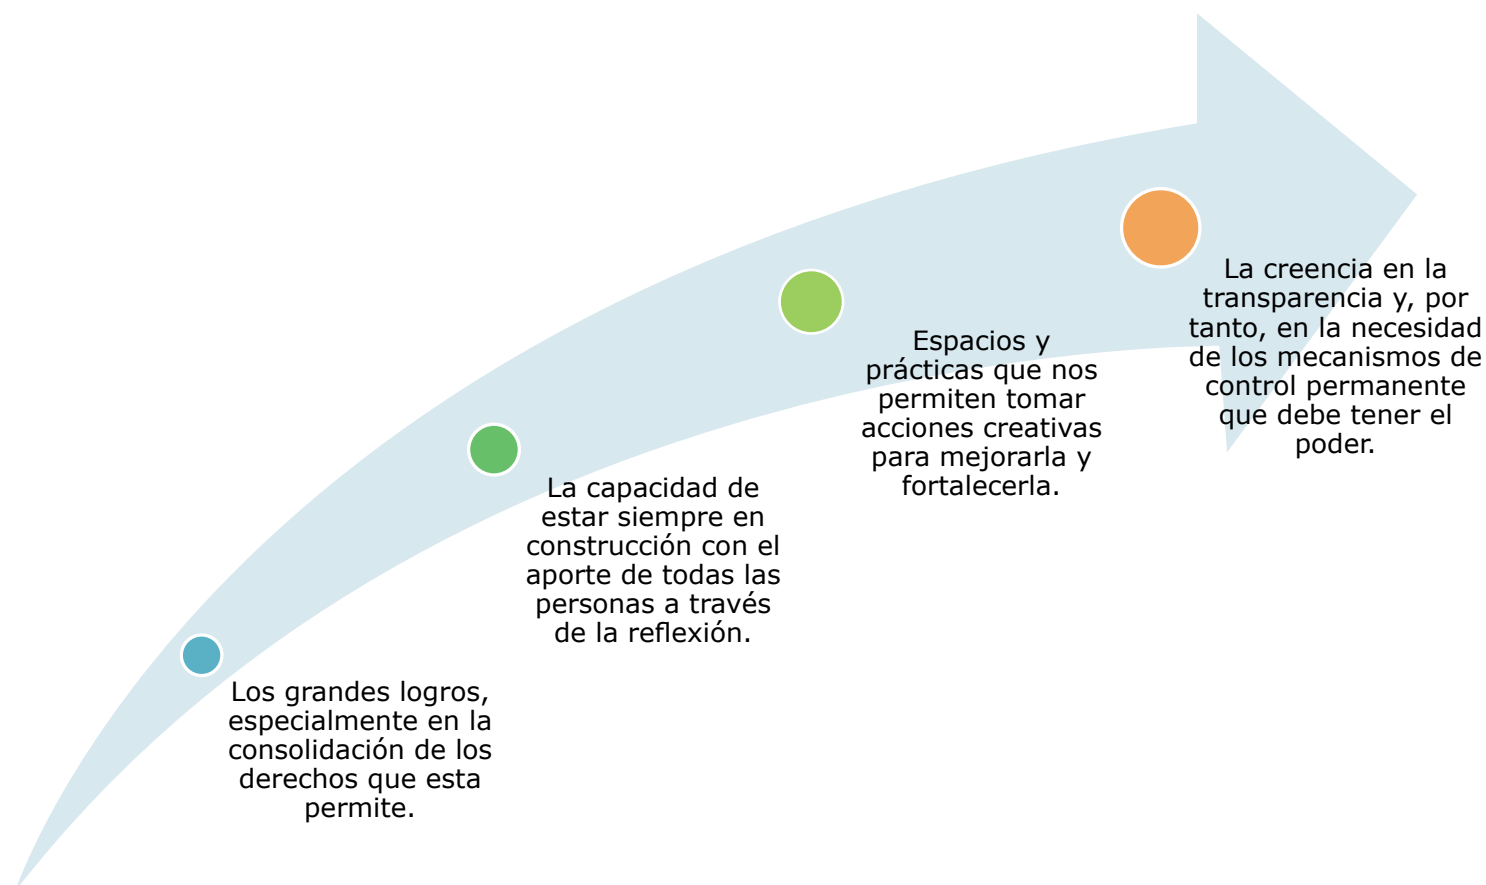 Los grandes logros,
especialmente en la
consolidación de los
derechos que esta
permite.
La capacidad de
estar siempre en
construcción con el
aporte de todas las
personas a través
de la reflexión.
Espacios y
prácticas que nos
permiten tomar
acciones creativas
para mejorarla y
fortalecerla.
La creencia en la
transparencia y, por
tanto, en la necesidad
de los mecanismos de
control permanente
que debe tener el
poder.